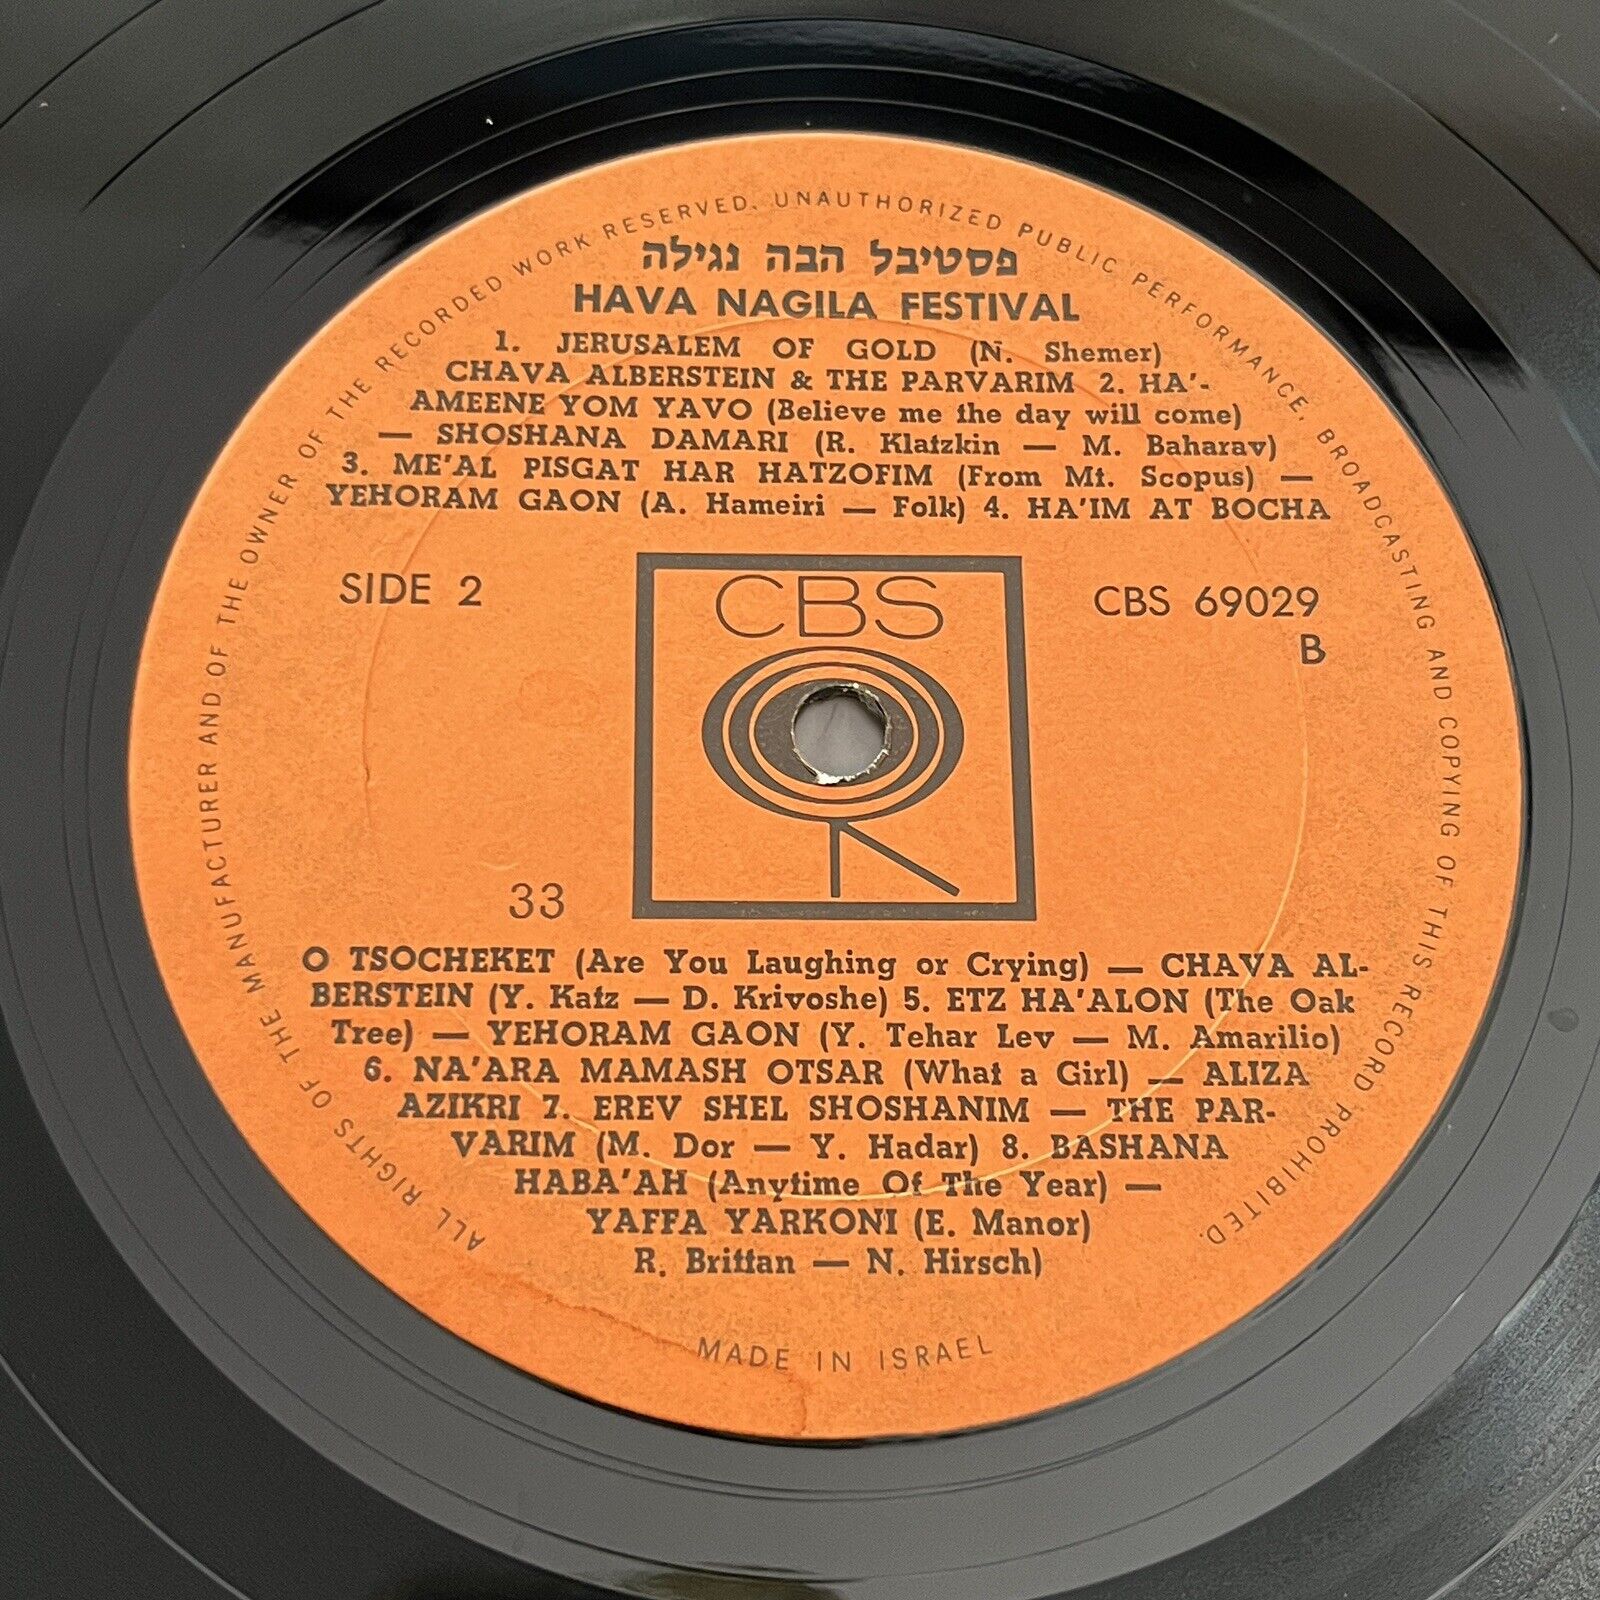 ALL RIGHTS OF THE MANUFACTURER AND OF THE OWNER OF THE RECORDED WORK RESERVED. UNAUTHORIZED PUBLIC PERFORMANCE, BROADCASTING AND COPYING OF THIS RECORD PROHIBITED.
פסטיבל הבה נגילה
HAVA NAGILA FESTIVAL
1. JERUSALEM OF GOLD (N. Shemer)
CHAVA ALBERSTEIN & THE PARVARIM 2. HA'-
AMEENE YOM YAVO (Believe me the day will come)
— SHOSHANA DAMARI (R. Klatzkin — M. Baharav)
3. ME'AL PISGAT HAR HATZOFIM (From Mt. Scopus) —
YEHORAM GAON (A. Hameiri — Folk) 4. HA'IM AT BOCHA
SIDE 2
CBS
CBS 69029
B
33
O TSOCHEKET (Are You Laughing or Crying) — CHAVA AL-
BERSTEIN (Y. Katz — D. Krivoshe) 5. ETZ HA'ALON (The Oak
Tree) — YEHORAM GAON (Y. Tehar Lev — M. Amarilio)
6. NA'ARA MAMASH OTSAR (What a Girl) — ALIZA
AZIKRI 7. EREV SHEL SHOSHANIM — THE PAR-
VARIM (M. Dor — Y. Hadar) 8. BASHANA
HABA'AH (Anytime Of The Year) —
YAFFA YARKONI (E. Manor)
R. Brittan — N. Hirsch)
MADE IN ISRAEL